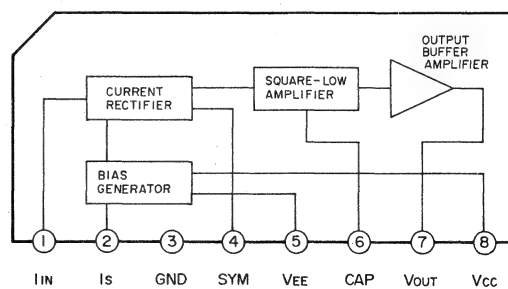 OUTPUT
BUFFER
AMPLIFIER
CURRENT
RECTIFIER
SQUARE-LOW
AMPLIFIER
BIAS
GENERATOR
1 2 3 4 5 6 7 8
IIN IS GND SYM VEE CAP VOUT VCC